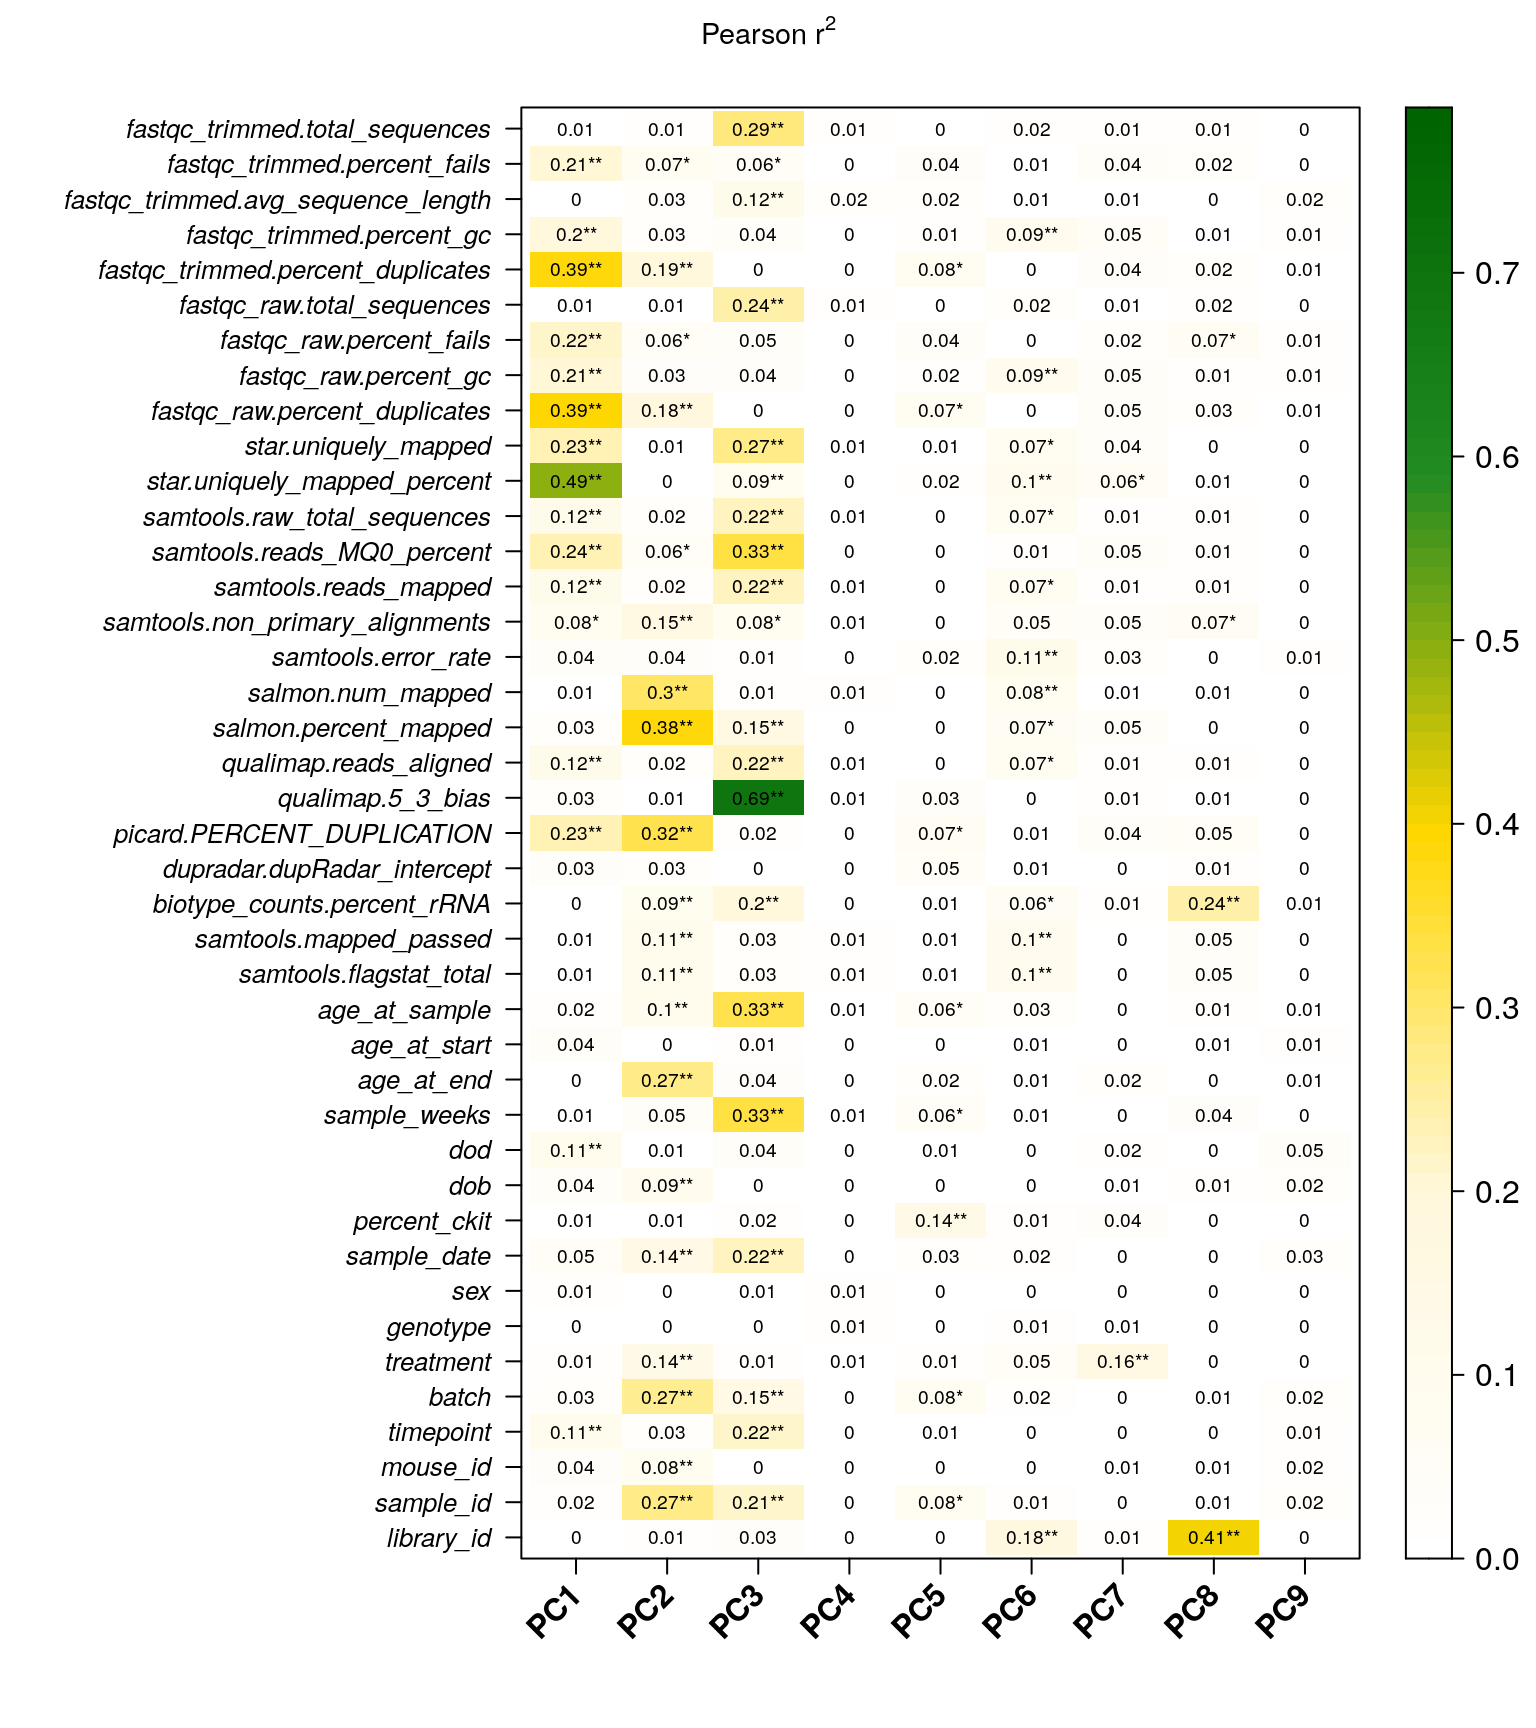 Pearson r²
fastqc_trimmed.total_sequences 0.01 0.01 0.29** 0.01 0 0.02 0.01 0.01 0
fastqc_trimmed.percent_fails 0.21** 0.07* 0.06* 0 0.04 0.01 0.04 0.02 0
fastqc_trimmed.avg_sequence_length 0 0.03 0.12** 0.02 0.02 0.01 0.01 0 0.02
fastqc_trimmed.percent_gc 0.2** 0.03 0.04 0 0.01 0.09** 0.05 0.01 0.01
fastqc_trimmed.percent_duplicates 0.39** 0.19** 0 0 0.08* 0 0.04 0.02 0.01
fastqc_raw.total_sequences 0.01 0.01 0.24** 0.01 0 0.02 0.01 0.02 0
fastqc_raw.percent_fails 0.22** 0.06* 0.05 0 0.04 0 0.02 0.07* 0.01
fastqc_raw.percent_gc 0.21** 0.03 0.04 0 0.02 0.09** 0.05 0.01 0.01
fastqc_raw.percent_duplicates 0.39** 0.18** 0 0 0.07* 0 0.05 0.03 0.01
star.uniquely_mapped 0.23** 0.01 0.27** 0.01 0.01 0.07* 0.04 0 0
star.uniquely_mapped_percent 0.49** 0 0.09** 0 0.02 0.1** 0.06* 0.01 0
samtools.raw_total_sequences 0.12** 0.02 0.22** 0.01 0 0.07* 0.01 0.01 0
samtools.reads_MQ0_percent 0.24** 0.06* 0.33** 0 0 0.01 0.05 0.01 0
samtools.reads_mapped 0.12** 0.02 0.22** 0.01 0 0.07* 0.01 0.01 0
samtools.non_primary_alignments 0.08* 0.15** 0.08* 0.01 0 0.05 0.05 0.07* 0
samtools.error_rate 0.04 0.04 0.01 0 0.02 0.11** 0.03 0 0.01
salmon.num_mapped 0.01 0.3** 0.01 0.01 0 0.08** 0.01 0.01 0
salmon.percent_mapped 0.03 0.38** 0.15** 0 0 0.07* 0.05 0 0
qualimap.reads_aligned 0.12** 0.02 0.22** 0.01 0 0.07* 0.01 0.01 0
qualimap.5_3_bias 0.03 0.01 0.69** 0.01 0.03 0 0.01 0.01 0
picard.PERCENT_DUPLICATION 0.23** 0.32** 0.02 0 0.07* 0.01 0.04 0.05 0
dupradar.dupRadar_intercept 0.03 0.03 0 0 0.05 0.01 0 0.01 0
biotype_counts.percent_rRNA 0 0.09** 0.2** 0 0.01 0.06* 0.01 0.24** 0.01
samtools.mapped_passed 0.01 0.11** 0.03 0.01 0.01 0.1** 0 0.05 0
samtools.flagstat_total 0.01 0.11** 0.03 0.01 0.01 0.1** 0 0.05 0
age_at_sample 0.02 0.1** 0.33** 0.01 0.06* 0.03 0 0.01 0.01
age_at_start 0.04 0 0.01 0 0 0.01 0 0.01 0.01
age_at_end 0 0.27** 0.04 0 0.02 0.01 0.02 0 0.01
sample_weeks 0.01 0.05 0.33** 0.01 0.06* 0.01 0 0.04 0
dod 0.11** 0.01 0.04 0 0.01 0 0.02 0 0.05
dob 0.04 0.09** 0 0 0 0 0.01 0.01 0.02
percent_ckit 0.01 0.01 0.02 0 0.14** 0.01 0.04 0 0
sample_date 0.05 0.14** 0.22** 0 0.03 0.02 0 0 0.03
sex 0.01 0 0.01 0.01 0 0 0 0 0
genotype 0 0 0 0.01 0 0.01 0.01 0 0
treatment 0.01 0.14** 0.01 0.01 0.01 0.05 0.16** 0 0
batch 0.03 0.27** 0.15** 0 0.08* 0.02 0 0.01 0.02
timepoint 0.11** 0.03 0.22** 0 0.01 0 0 0 0.01
mouse_id 0.04 0.08** 0 0 0 0 0.01 0.01 0.02
sample_id 0.02 0.27** 0.21** 0 0.08* 0.01 0 0.01 0.02
library_id 0 0.01 0.03 0 0 0.18** 0.01 0.41** 0
PC1 PC2 PC3 PC4 PC5 PC6 PC7 PC8 PC9
0.7
0.6
0.5
0.4
0.3
0.2
0.1
0.0